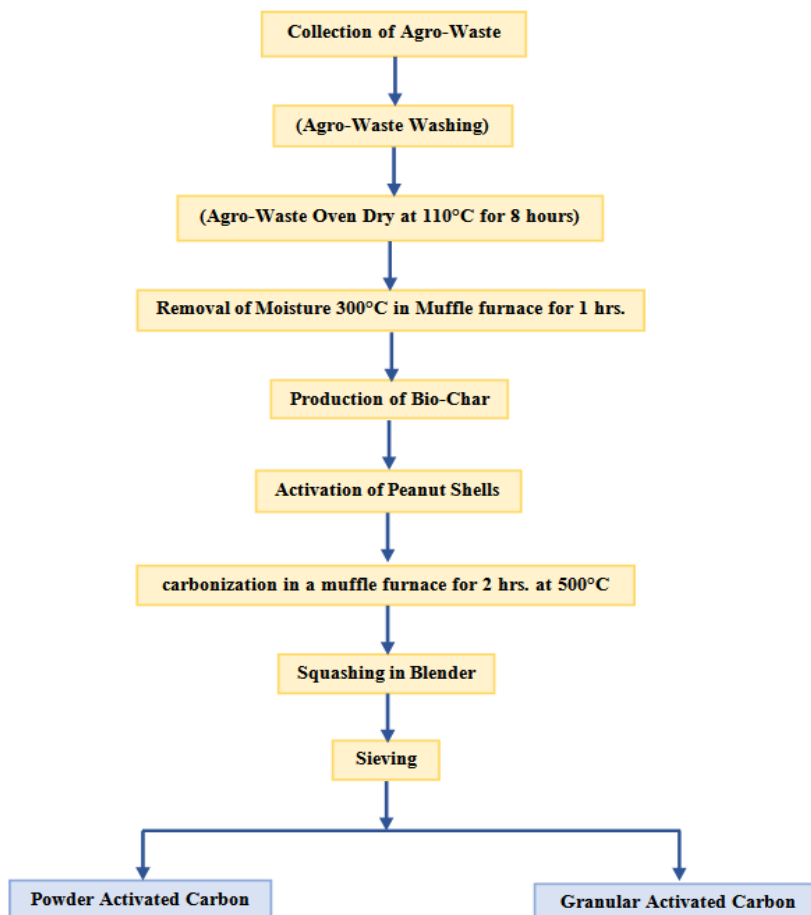 Collection of Agro-Waste
(Agro-Waste Washing)
(Agro-Waste Oven Dry at 110°C for 8 hours)
Removal of Moisture 300°C in Muffle furnace for 1 hrs.
Production of Bio-Char
Activation of Peanut Shells
carbonization in a muffle furnace for 2 hrs. at 500°C
Squashing in Blender
Sieving
Powder Activated Carbon
Granular Activated Carbon